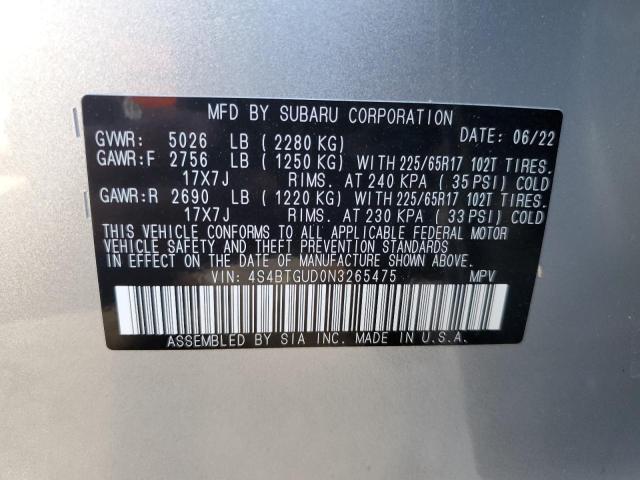 MFD BY SUBARU CORPORATION
GVWR: 5026 LB ( 2280 KG) DATE: 06/22
GAWR:F 2756 LB ( 1250 KG) WITH 225/65R17 102T TIRES.
17X7J RIMS. AT 240 KPA ( 35 PSI) COLD
GAWR:R 2690 LB ( 1220 KG) WITH 225/65R17 102T TIRES.
17X7J RIMS. AT 230 KPA ( 33 PSI) COLD
THIS VEHICLE CONFORMS TO ALL APPLICABLE FEDERAL MOTOR
VEHICLE SAFETY AND THEFT PREVENTION STANDARDS
IN EFFECT ON THE DATE OF MANUFACTURE SHOWN ABOVE.
VIN: 4S4BTGUD0N3265475 MPV
ASSEMBLED BY SIA INC. MADE IN U.S.A.